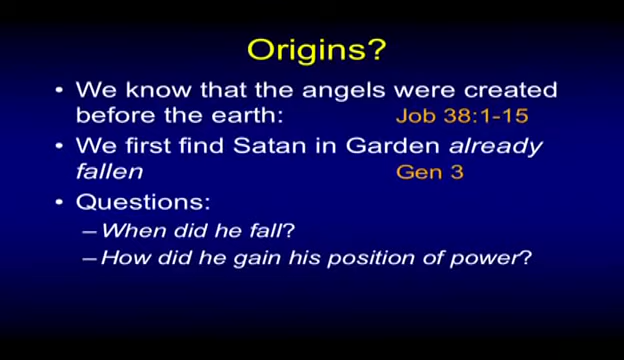 Origins?
• We know that the angels were created
before the earth: Job 38:1-15
• We first find Satan in Garden already
fallen Gen 3
• Questions:
– When did he fall?
– How did he gain his position of power?